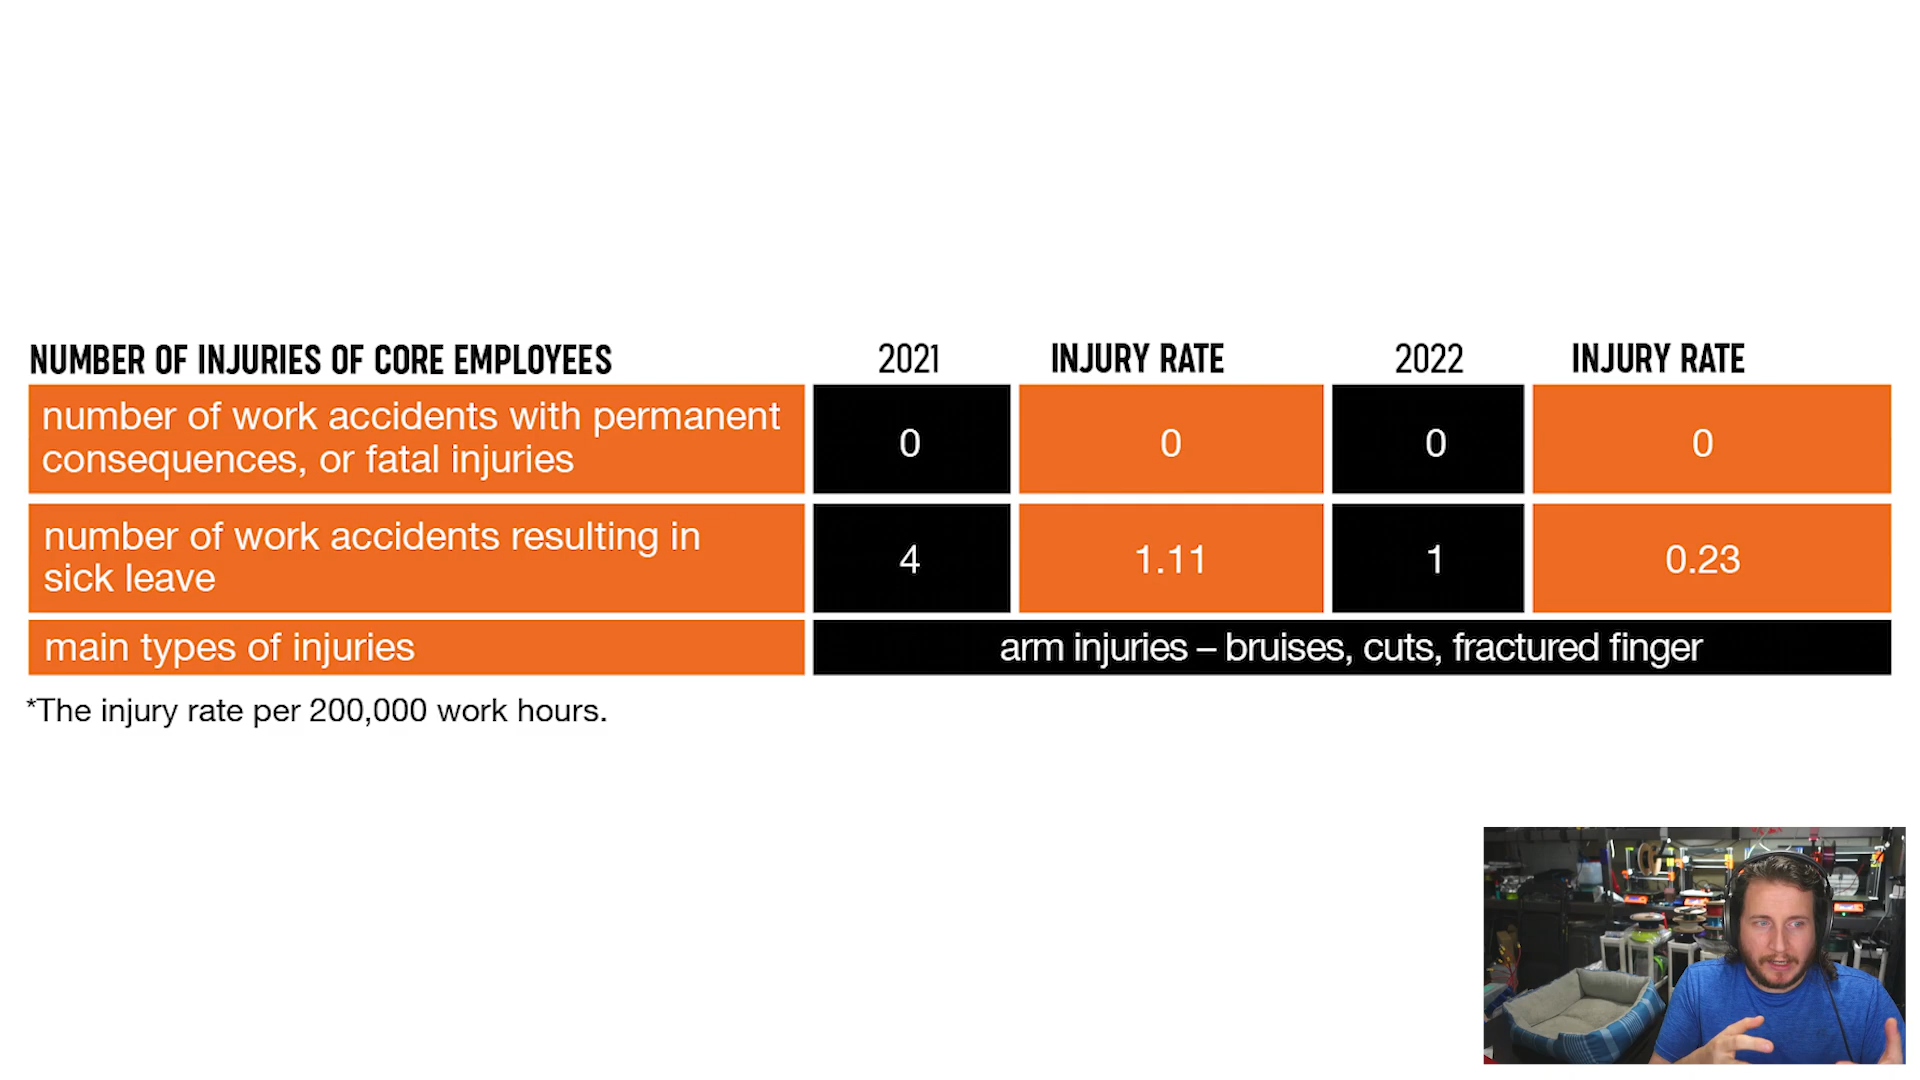 NUMBER OF INJURIES OF CORE EMPLOYEES 2021 INJURY RATE 2022 INJURY RATE
number of work accidents with permanent
consequences, or fatal injuries
0 0 0 0
number of work accidents resulting in
sick leave
4 1.11 1 0.23
main types of injuries
arm injuries – bruises, cuts, fractured finger
*The injury rate per 200,000 work hours.